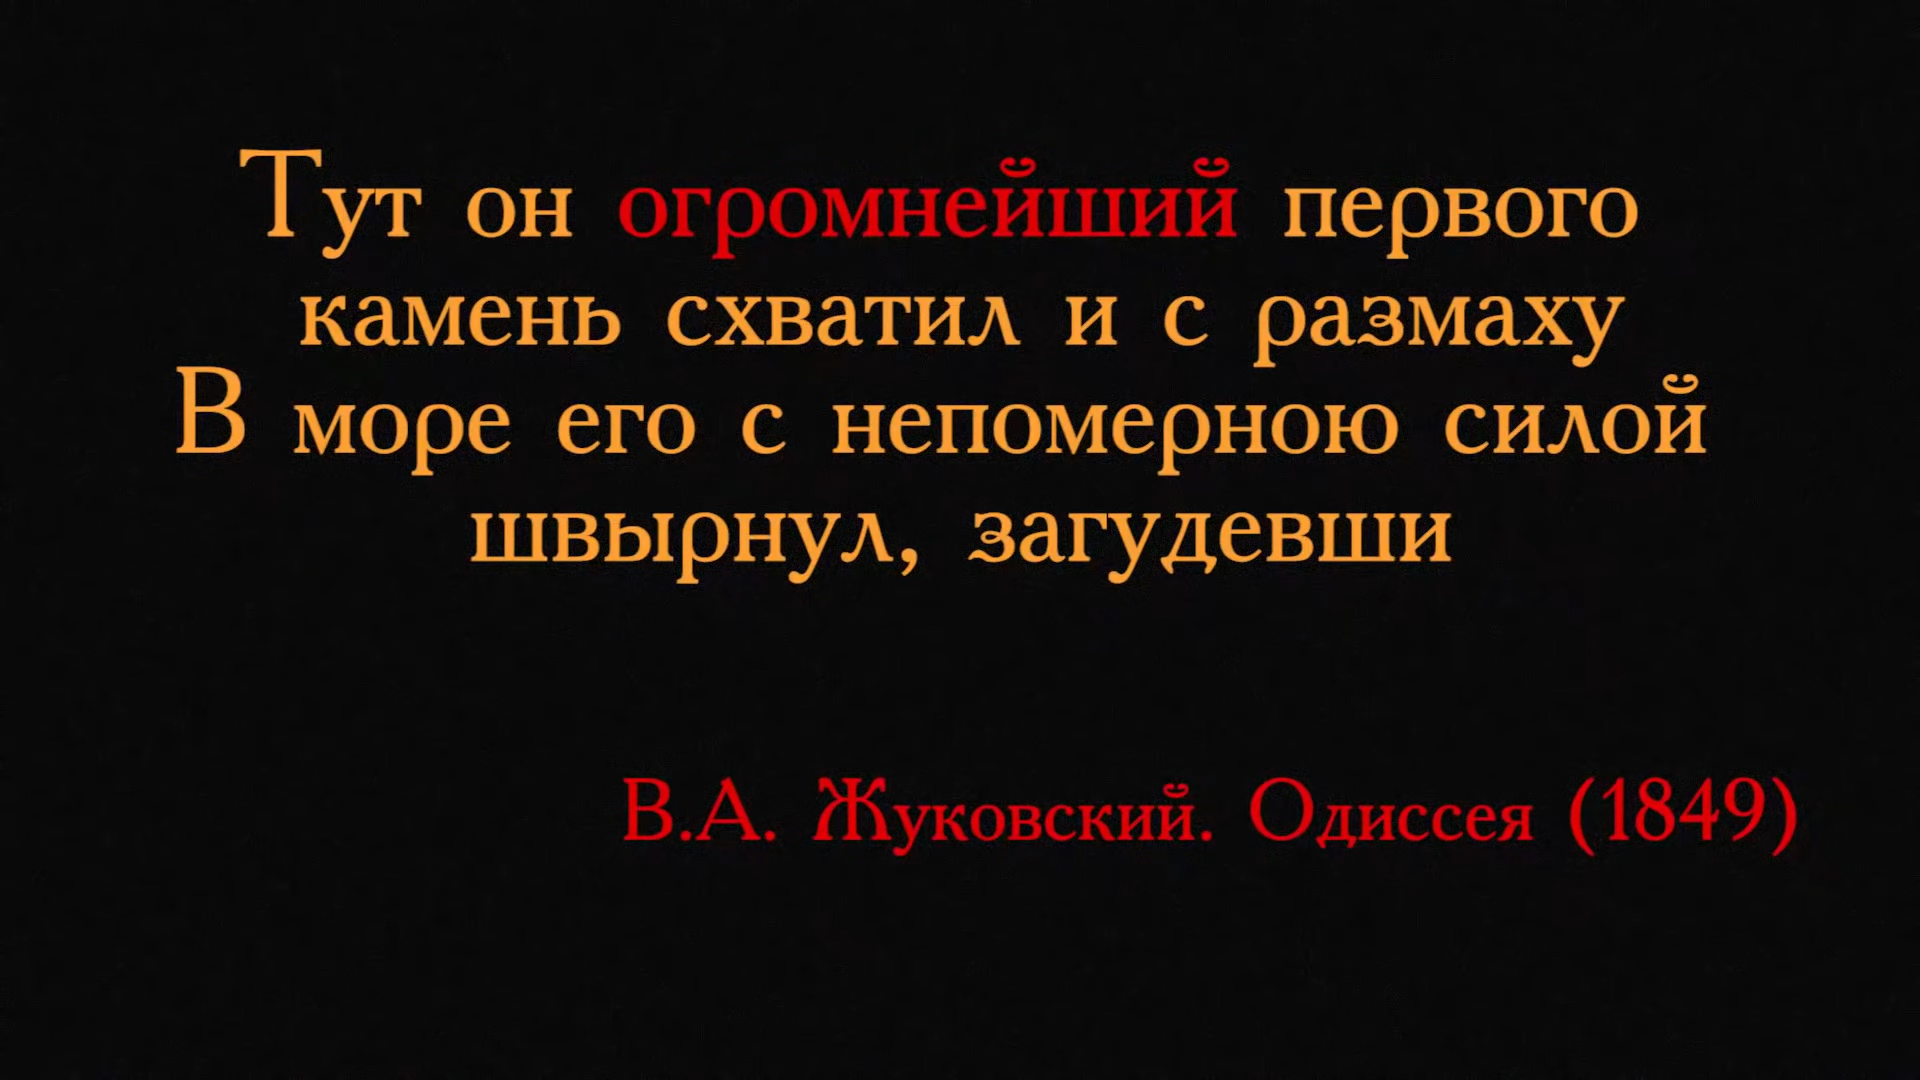 Тут он огромнейший первого
камень схватил и с размаху
В море его с непомерною силой
швырнул, загудевши
В.А. Жуковский. Одиссея (1849)